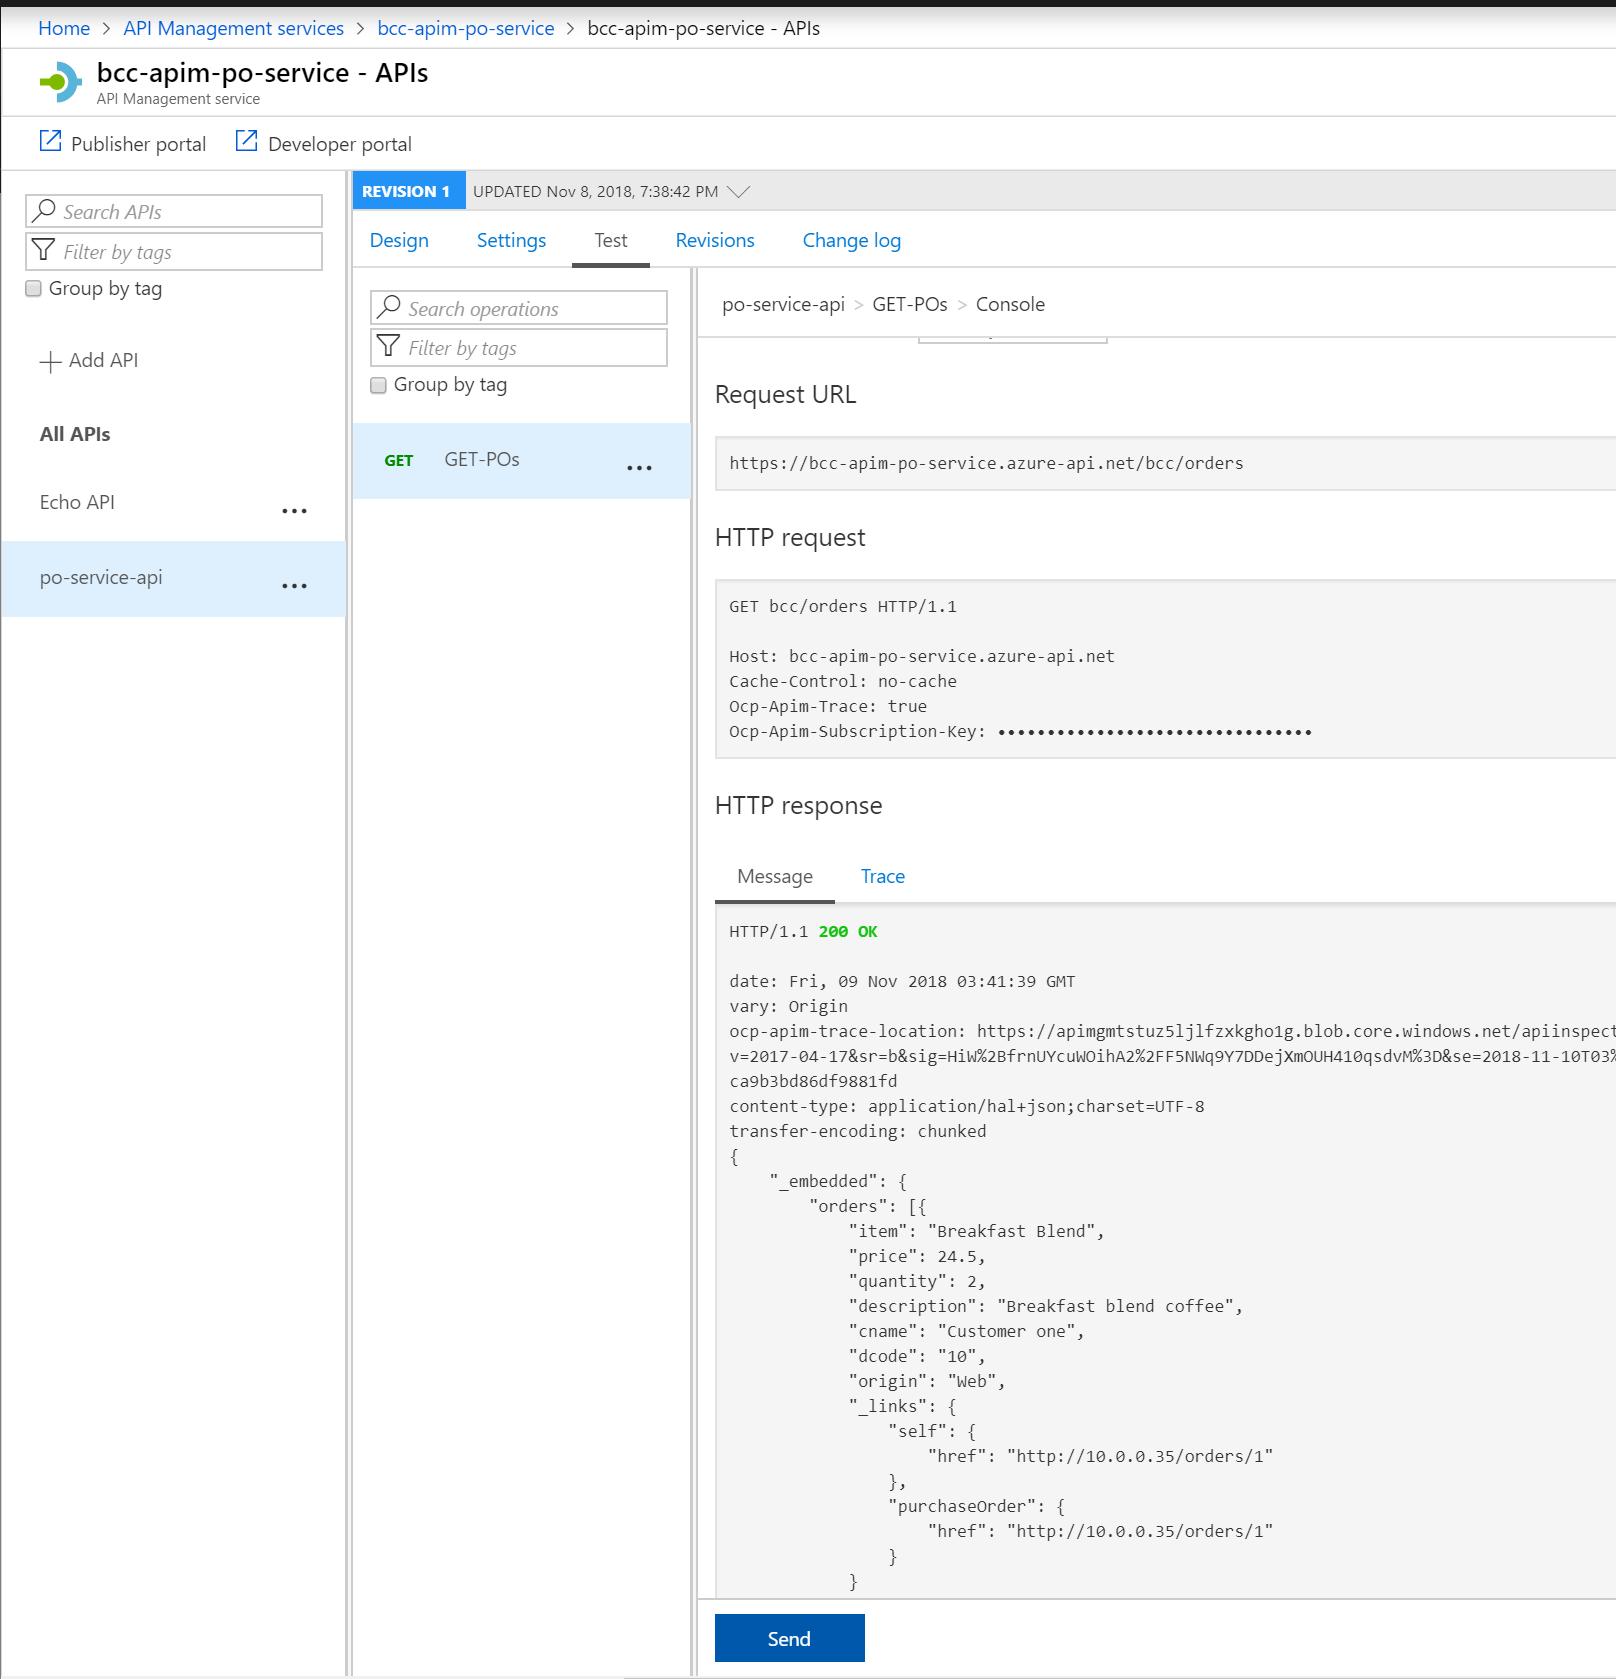 Home > API Management services > bcc-apim-po-service > bcc-apim-po-service - APIs
bcc-apim-po-service - APIs
API Management service
Publisher portal Developer portal
Search APIs
Filter by tags
Group by tag
Add API
All APIs
Echo API ...
po-service-api ...
REVISION 1 UPDATED Nov 8, 2018, 7:38:42 PM
Design Settings Test Revisions Change log
Search operations
Filter by tags
Group by tag
GET GET-POs ...
po-service-api > GET-POs > Console
Request URL
https://bcc-apim-po-service.azure-api.net/bcc/orders
HTTP request
GET bcc/orders HTTP/1.1
Host: bcc-apim-po-service.azure-api.net
Cache-Control: no-cache
Ocp-Apim-Trace: true
Ocp-Apim-Subscription-Key: ••••••••••••••••••••••••••••••••
HTTP response
Message Trace
HTTP/1.1 200 OK
date: Fri, 09 Nov 2018 03:41:39 GMT
vary: Origin
ocp-apim-trace-location: https://apimgmtstuz5ljlfzxkgho1g.blob.core.windows.net/apiinspect
v=2017-04-17&sr=b&sig=HiW%2BfrnUYcuWOihA2%2FF5NWq9Y7DDejXmOUH410qsdvM%3D&se=2018-11-10T03%
ca9b3bd86df9881fd
content-type: application/hal+json;charset=UTF-8
transfer-encoding: chunked
{
"_embedded": {
"orders": [{
"item": "Breakfast Blend",
"price": 24.5,
"quantity": 2,
"description": "Breakfast blend coffee",
"cname": "Customer one",
"dcode": "10",
"origin": "Web",
"_links": {
"self": {
"href": "http://10.0.0.35/orders/1"
},
"purchaseOrder": {
"href": "http://10.0.0.35/orders/1"
}
}
Send